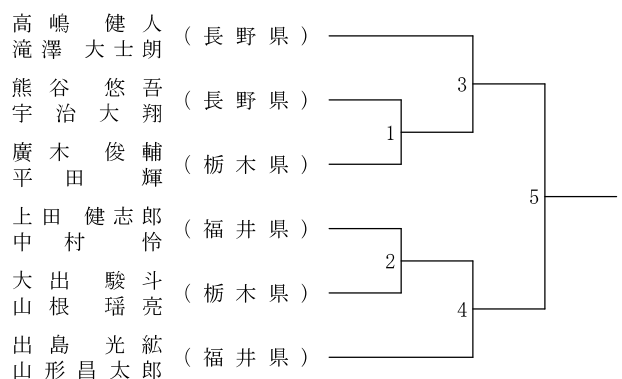 高嶋 健人
滝澤 大士朗
(長野県)
3
熊谷 悠吾
宇治大翔
(長野県)
1
廣木 俊輔
平田 輝
(栃木県)
5
上田 健志郎
中村 怜
(福井県)
2
大出 駿斗
山根 瑶亮
(栃木県)
4
出島 光紘
山形昌太郎
(福井県)